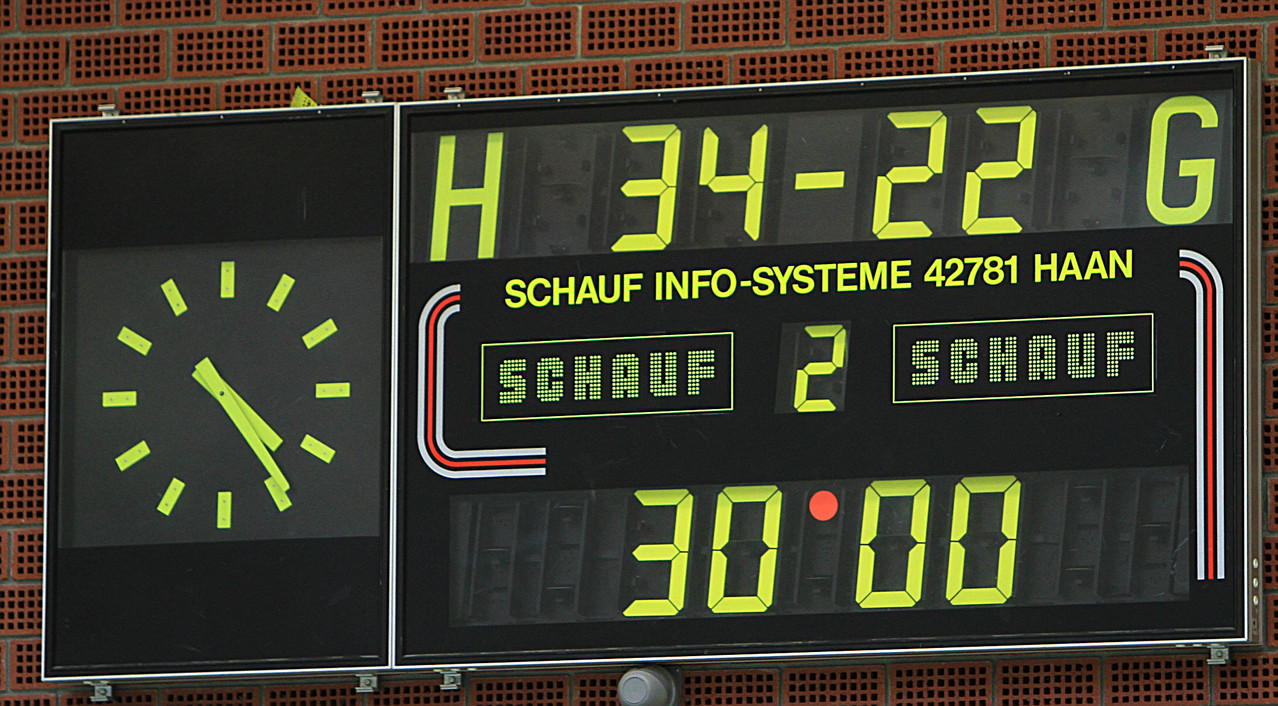 H 34-22 G
SCHAUF INFO-SYSTEME 42781 HAAN
SCHAUF 2 SCHAUF
30 00